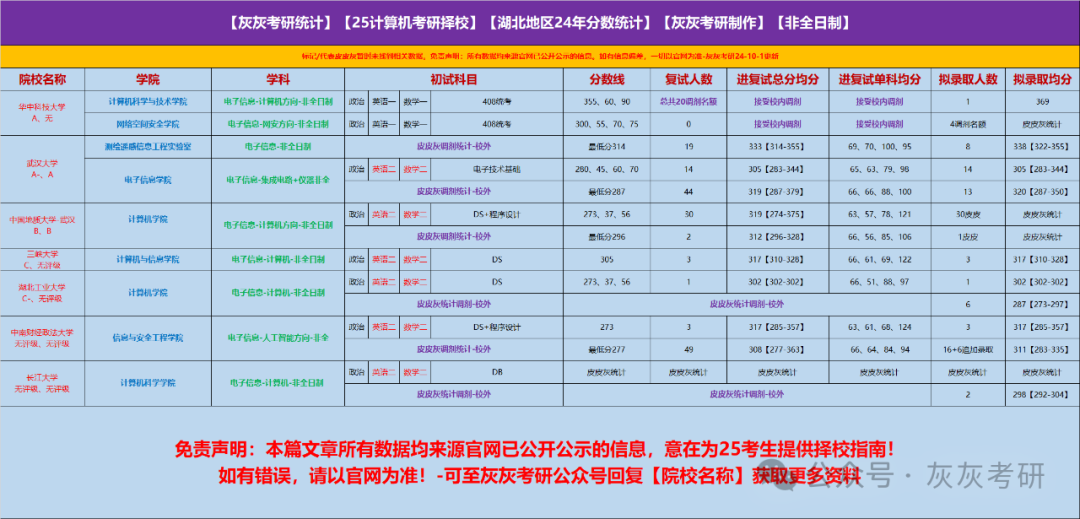 【灰灰考研统计】【25计算机考研择校】【湖北地区24年分数统计】【灰灰考研制作】【非全日制】
标记/代表皮皮灰暂时未找到相关数据，免责声明：所有数据均来源官网已公开公示的信息，如有信息偏差，一切以官网为准-灰灰考研24-10-1更新
院校名称 学院 学科 初试科目 分数线 复试人数 进复试总分均分 进复试单科均分 拟录取人数 拟录取均分
华中科技大学 A、无 计算机科学与技术学院 电子信息-计算机方向-非全日制 政治 英语一 数学一 408统考 355，60，90 总共20调剂名额 接受校内调剂 接受校内调剂 1 369
网络空间安全学院 电子信息-网安方向-非全日制 政治 英语一 数学一 408统考 300、55、70、75 0 接受校内调剂 接受校内调剂 4调剂名额 皮皮灰统计
武汉大学 A-、A 测绘遥感信息工程实验室 电子信息-非全日制 皮皮灰调剂统计-校外 最低分314 19 333【314-355】 69、70、100、95 8 338【322-355】
电子信息学院 电子信息-集成电路+仪器非全 政治 英语二 数学二 电子技术基础 280、45、60、70 14 305【283-344】 65、63、79、98 14 305【283-344】
皮皮灰调剂统计-校外 最低分287 44 319【287-379】 66、66、88、100 13 320【287-350】
中国地质大学-武汉 B、B 计算机学院 电子信息-计算机方向-非全日制 政治 英语二 数学二 DS+程序设计 273、37、56 30 319【274-375】 63、57、78、121 30皮皮 皮皮灰统计
皮皮灰调剂统计-校外 最低分296 2 312【296-328】 66、56、85、106 1皮皮 皮皮灰统计
三峡大学 C、无评级 计算机与信息学院 电子信息-计算机-非全日制 政治 英语二 数学二 DS 305 3 317【310-328】 66、61、69、122 3 317【310-328】
湖北工业大学 C-、无评级 计算机学院 电子信息-计算机-非全日制 政治 英语二 数学二 DS 273、37、56 1 302【302-302】 66、51、88、97 1 302【302-302】
皮皮灰统计调剂-校外 皮皮灰统计调剂-校外 6 287【273-297】
中南财经政法大学 无评级、无评级 信息与安全工程学院 电子信息-人工智能方向-非全 政治 英语二 数学二 DS+程序设计 273 3 317【285-357】 63、61、68、124 3 317【285-357】
皮皮灰调剂统计-校外 最低分277 49 308【277-363】 66、64、84、94 16+6追加录取 311【283-335】
长江大学 无评级、无评级 计算机科学学院 电子信息-计算机-非全日制 政治 英语二 数学二 DB 皮皮灰统计 皮皮灰统计 皮皮灰统计 皮皮灰统计 皮皮灰统计 皮皮灰统计
皮皮灰统计调剂-校外 皮皮灰统计调剂-校外 2 298【292-304】
免责声明：本篇文章所有数据均来源官网已公开公示的信息，意在为25考生提供择校指南！
如有错误，请以官网为准！-可至灰灰考研公众号回复【院校名称】获取更多资料
公众号 · 灰灰考研